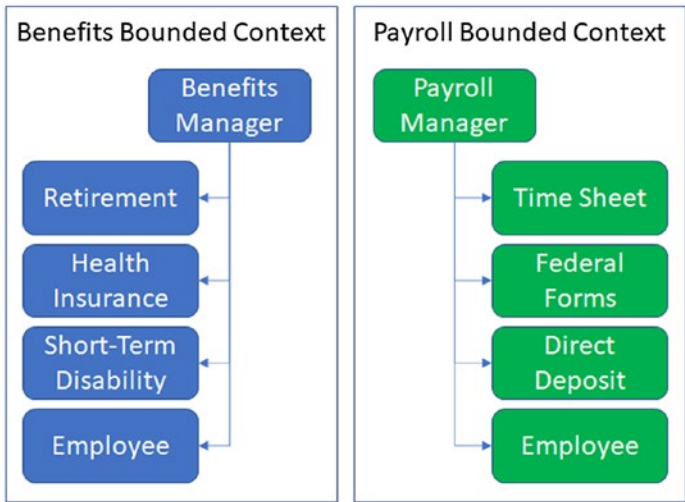 Benefits Bounded Context
Benefits
Manager
Retirement
Health
Insurance
Short-Term
Disability
Employee
Payroll Bounded Context
Payroll
Manager
Time Sheet
Federal
Forms
Direct
Deposit
Employee